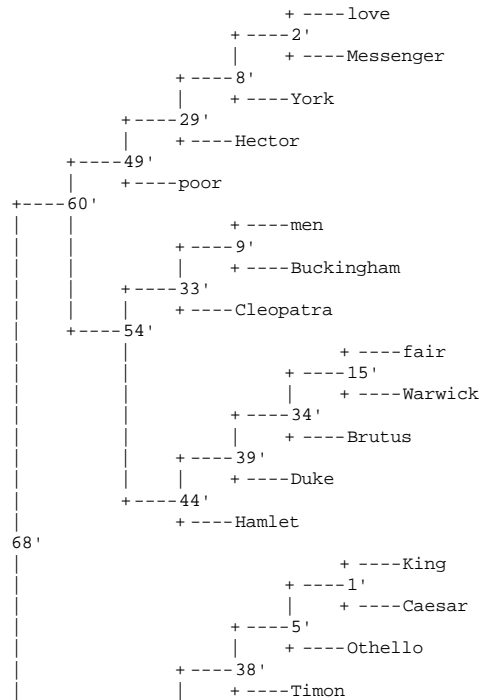 + ----love
                                   + ----2'
                                   |    + ----Messenger
                              + ----8'
                              |    + ----York
                         + ----29'
                         |    + ----Hector
                    + ----49'
                    |    + ----poor
               + ----60'
               |    |              + ----men
               |    |         + ----9'
               |    |         |    + ----Buckingham
               |    |    + ----33'
               |    |    |    + ----Cleopatra
               |    + ----54'
               |         |                   + ----fair
               |         |              + ----15'
               |         |              |    + ----Warwick
               |         |         + ----34'
               |         |         |    + ----Brutus
               |         |    + ----39'
               |         |    |    + ----Duke
               |         + ----44'
               |              + ----Hamlet
               68'
               |                             + ----King
               |                        + ----1'
               |                        |    + ----Caesar
               |                   + ----5'
               |                   |    + ----Othello
               |              + ----38'
               |              |    + ----Timon